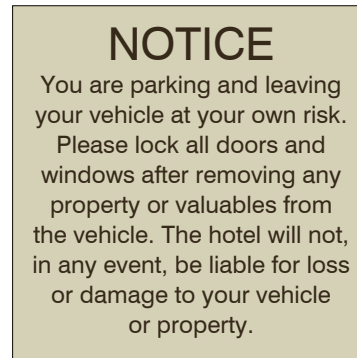 NOTICE
You are parking and leaving
your vehicle at your own risk.
Please lock all doors and
windows after removing any
property or valuables from
the vehicle. The hotel will not,
in any event, be liable for loss
or damage to your vehicle
or property.